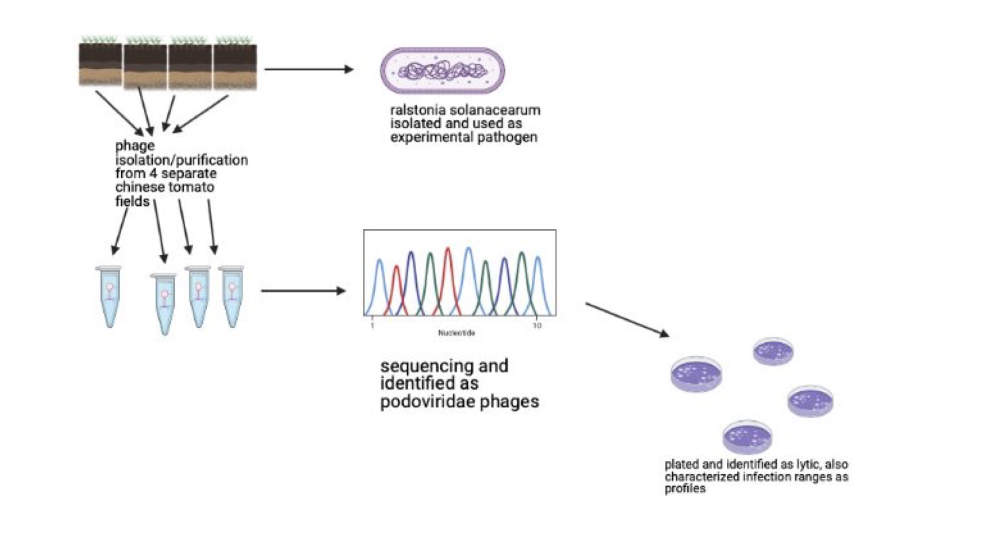 ralstonia solanacearum
isolated and used as
experimental pathogen
phage
isolation/purification
from 4 separate
chinese tomato
fields
1
10
Nucleotide
sequencing and
identified as
podoviridae phages
plated and identified as lytic, also
characterized infection ranges as
profiles